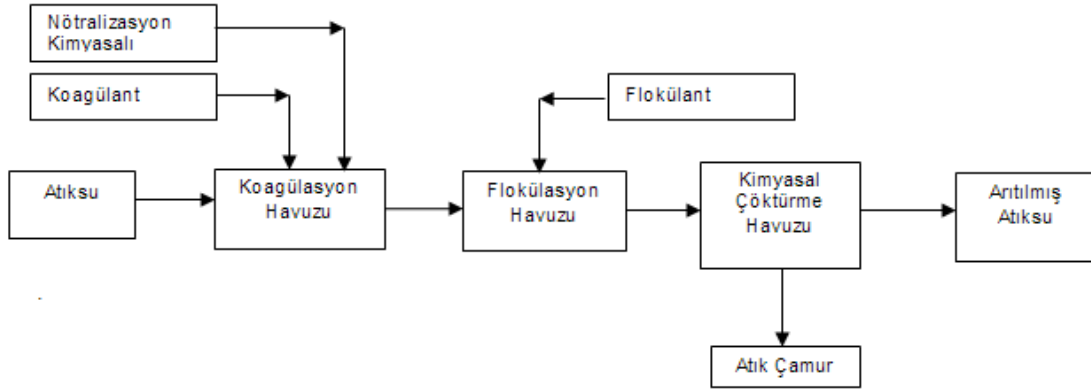 Nötralizasyon
Kimyasalı
Koagülant
Flokülant
Atıksu
Koagülasyon
Havuzu
Flokülasyon
Havuzu
Kimyasal
Çöktürme
Havuzu
Arıtılmış
Atıksu
Atık Çamur